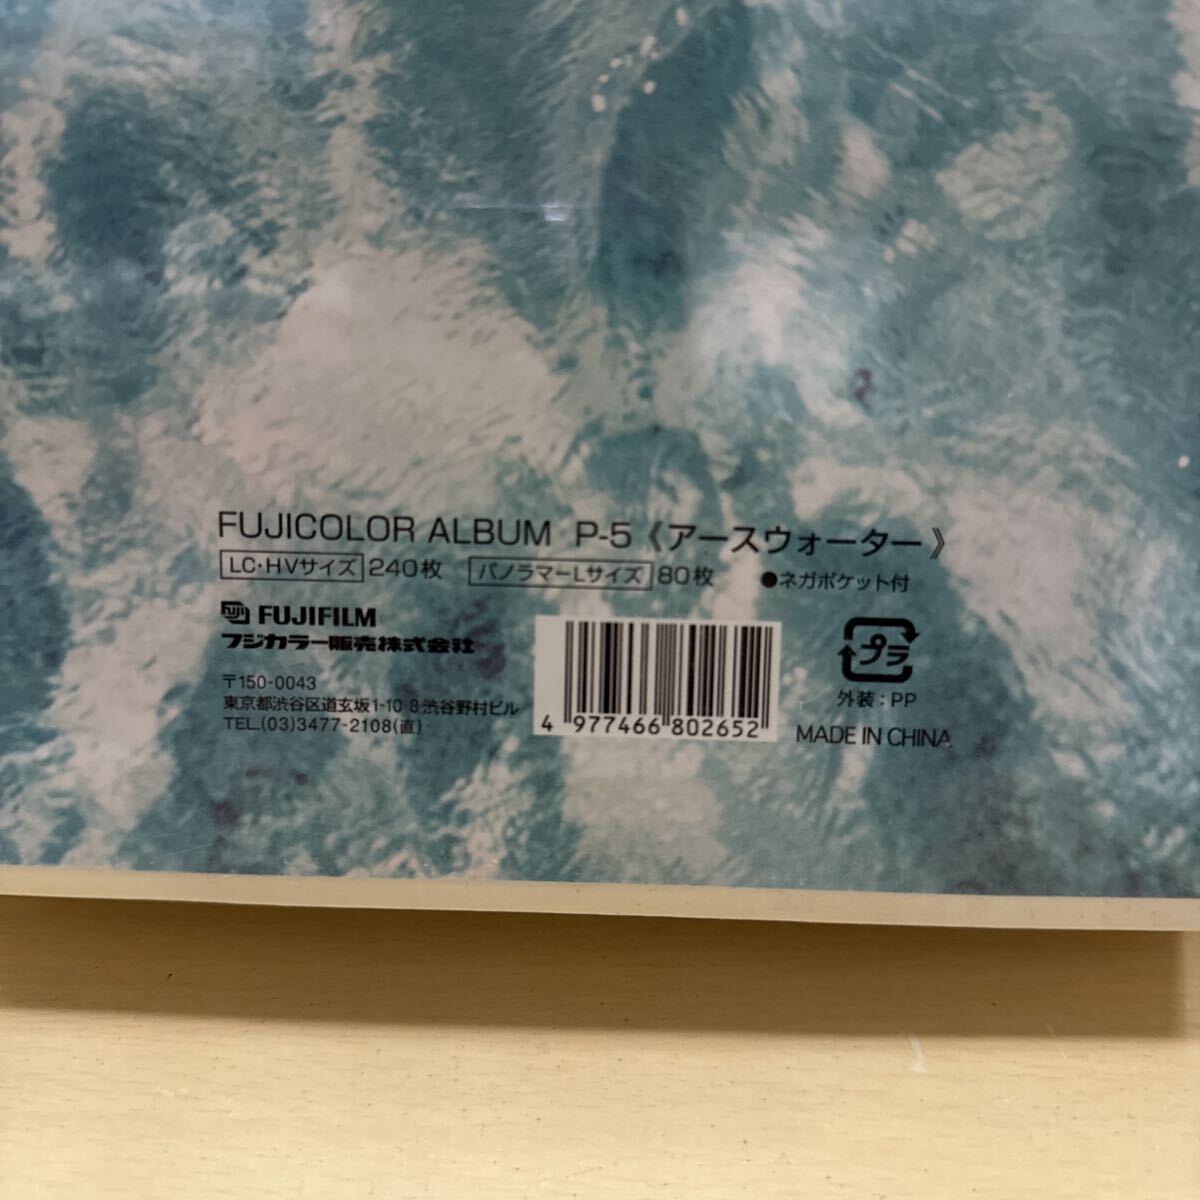 FUJICOLOR ALBUM P-5《アースウォーター》
LC・HVサイズ 240枚 パノラマーLサイズ 80枚 ●ネガポケット付
FUJI FUJIFILM
フジカラー販売株式会社
〒150-0043
東京都渋谷区道玄坂1-10-8渋谷野村ビル
TEL.(03)3477-2108(直)
4 977466 802652
プラ
外装:PP
MADE IN CHINA